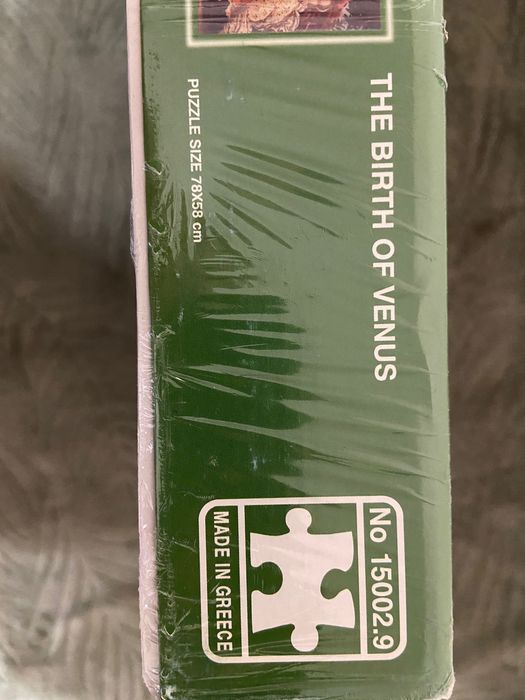 THE BIRTH OF VENUS
PUZZLE SIZE 78X58 cm
No 15002.9
MADE IN GREECE